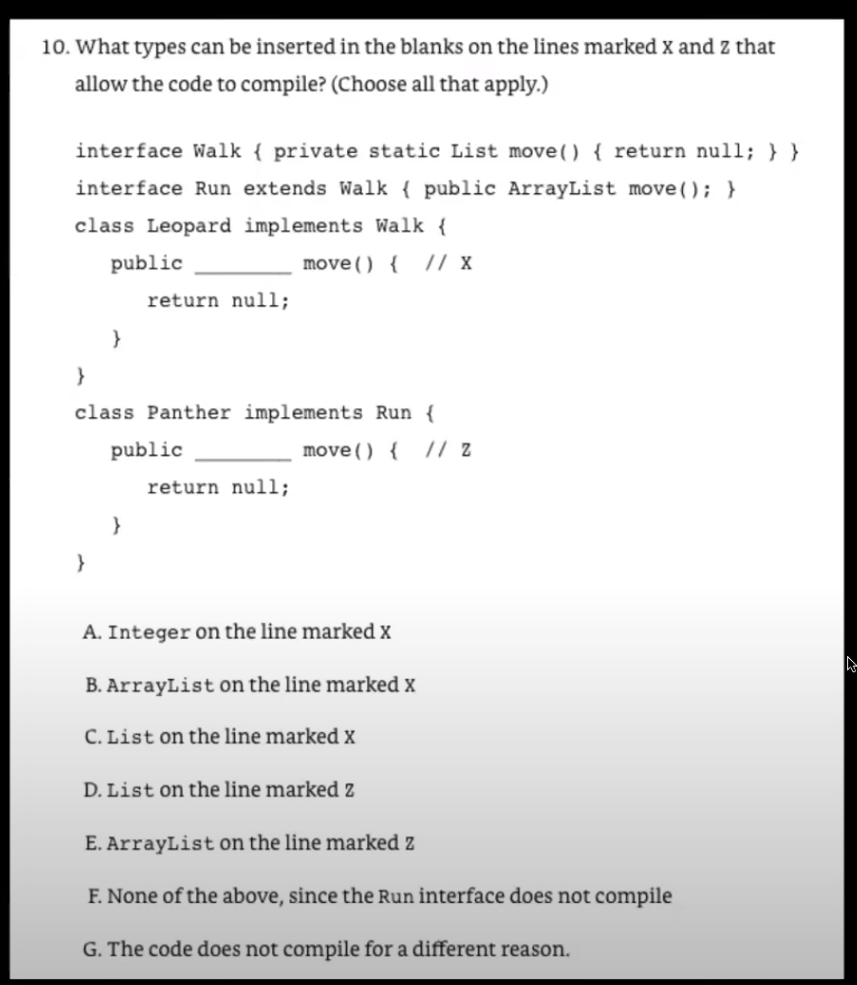 10. What types can be inserted in the blanks on the lines marked X and Z that
allow the code to compile? (Choose all that apply.)
interface Walk { private static List move() { return null; } }
interface Run extends Walk { public ArrayList move(); }
class Leopard implements Walk {
public ________ move() { // X
return null;
}
}
class Panther implements Run {
public ________ move() { // Z
return null;
}
}
A. Integer on the line marked X
B. ArrayList on the line marked X
C. List on the line marked X
D. List on the line marked Z
E. ArrayList on the line marked Z
F. None of the above, since the Run interface does not compile
G. The code does not compile for a different reason.